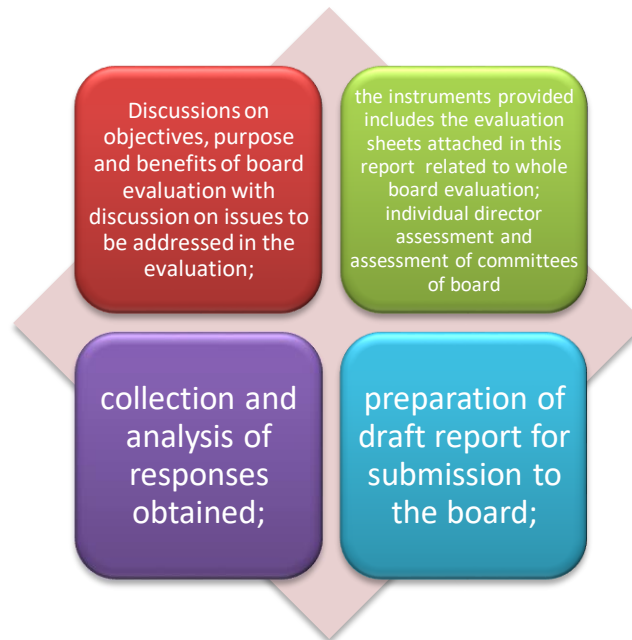 Discussions on
objectives, purpose
and benefits of board
evaluation with
discussion on issues to
be addressed in the
evaluation;
the instruments provided
includes the evaluation
sheets attached in this
report related to whole
board evaluation;
individual director
assessment and
assessment of committees
of board
collection and
analysis of
responses
obtained;
preparation of
draft report for
submission to
the board;